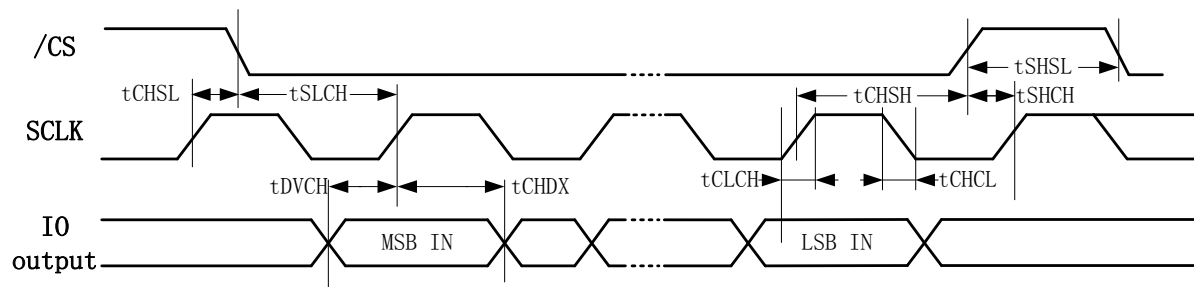 /CS
tSHSL
tCHSL
tSLCH
tCHSH
tSHCH
SCLK
tDVCH
tCHDX
tCLCH
tCHCL
IO
output
MSB IN
LSB IN